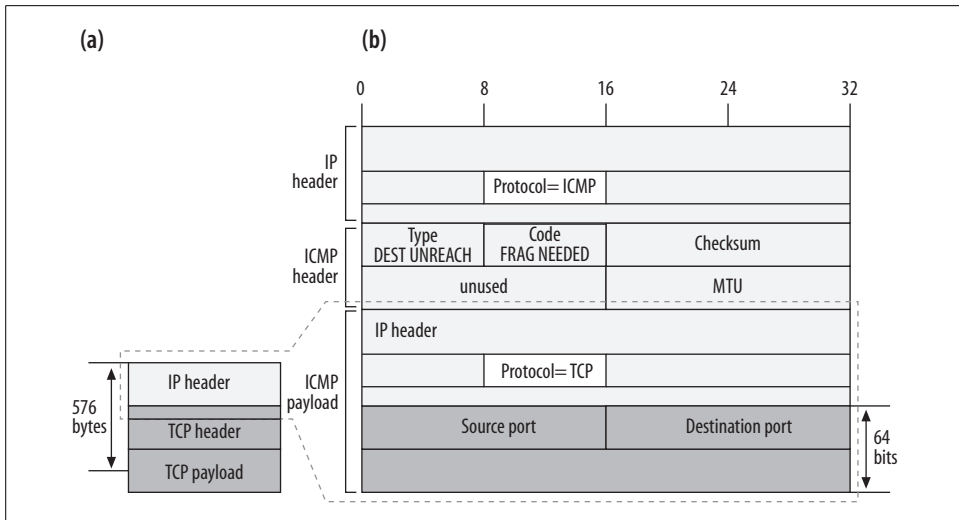 (a)
(b)
0 8 16 24 32
IP
header
Protocol= ICMP
ICMP
header
Type
DEST UNREACH
Code
FRAG NEEDED
Checksum
unused
MTU
ICMP
payload
IP header
Protocol= TCP
Source port
Destination port
64
bits
576
bytes
IP header
TCP header
TCP payload